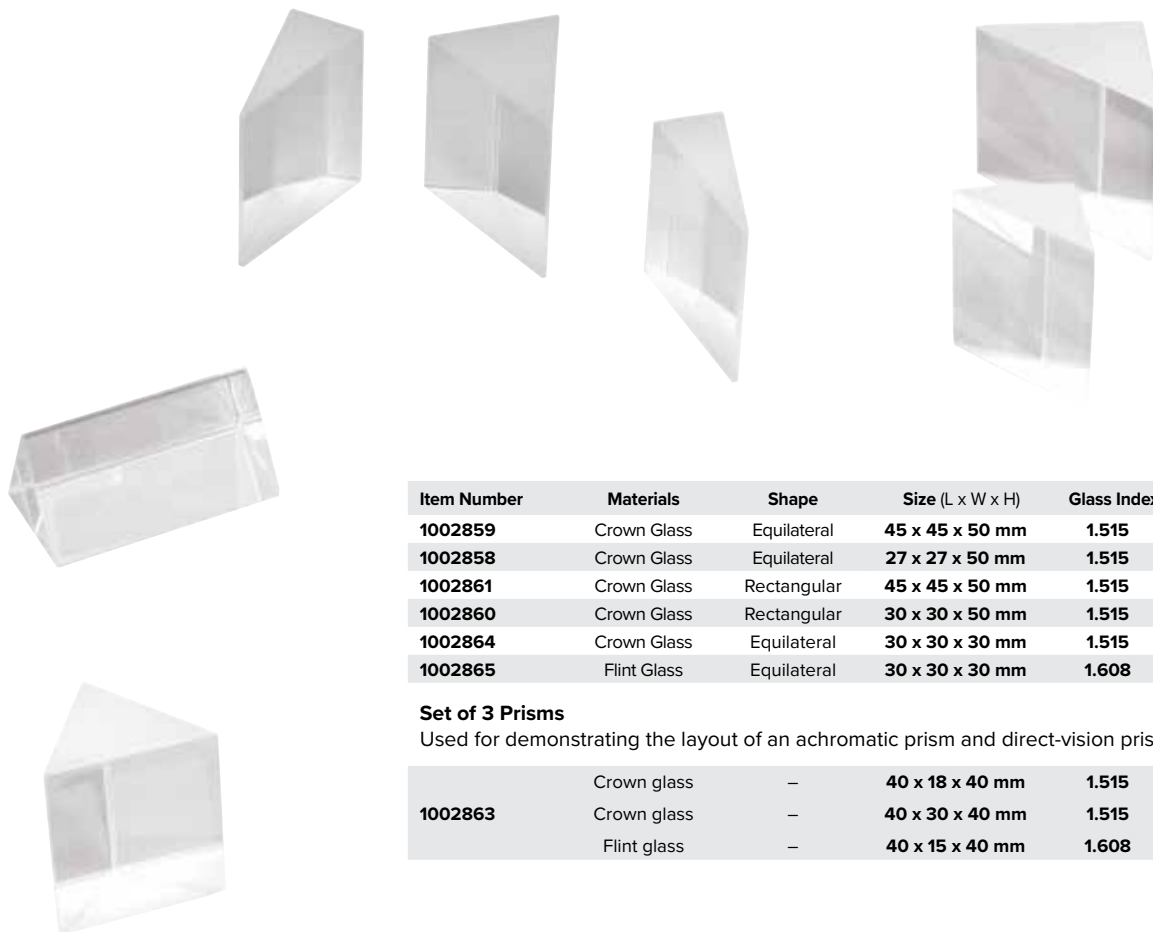 Item Number Materials Shape Size (L x W x H) Glass Index
1002859 Crown Glass Equilateral 45 x 45 x 50 mm 1.515
1002858 Crown Glass Equilateral 27 x 27 x 50 mm 1.515
1002861 Crown Glass Rectangular 45 x 45 x 50 mm 1.515
1002860 Crown Glass Rectangular 30 x 30 x 50 mm 1.515
1002864 Crown Glass Equilateral 30 x 30 x 30 mm 1.515
1002865 Flint Glass Equilateral 30 x 30 x 30 mm 1.608
Set of 3 Prisms
Used for demonstrating the layout of an achromatic prism and direct-vision pris
Crown glass – 40 x 18 x 40 mm 1.515
1002863 Crown glass – 40 x 30 x 40 mm 1.515
Flint glass – 40 x 15 x 40 mm 1.608